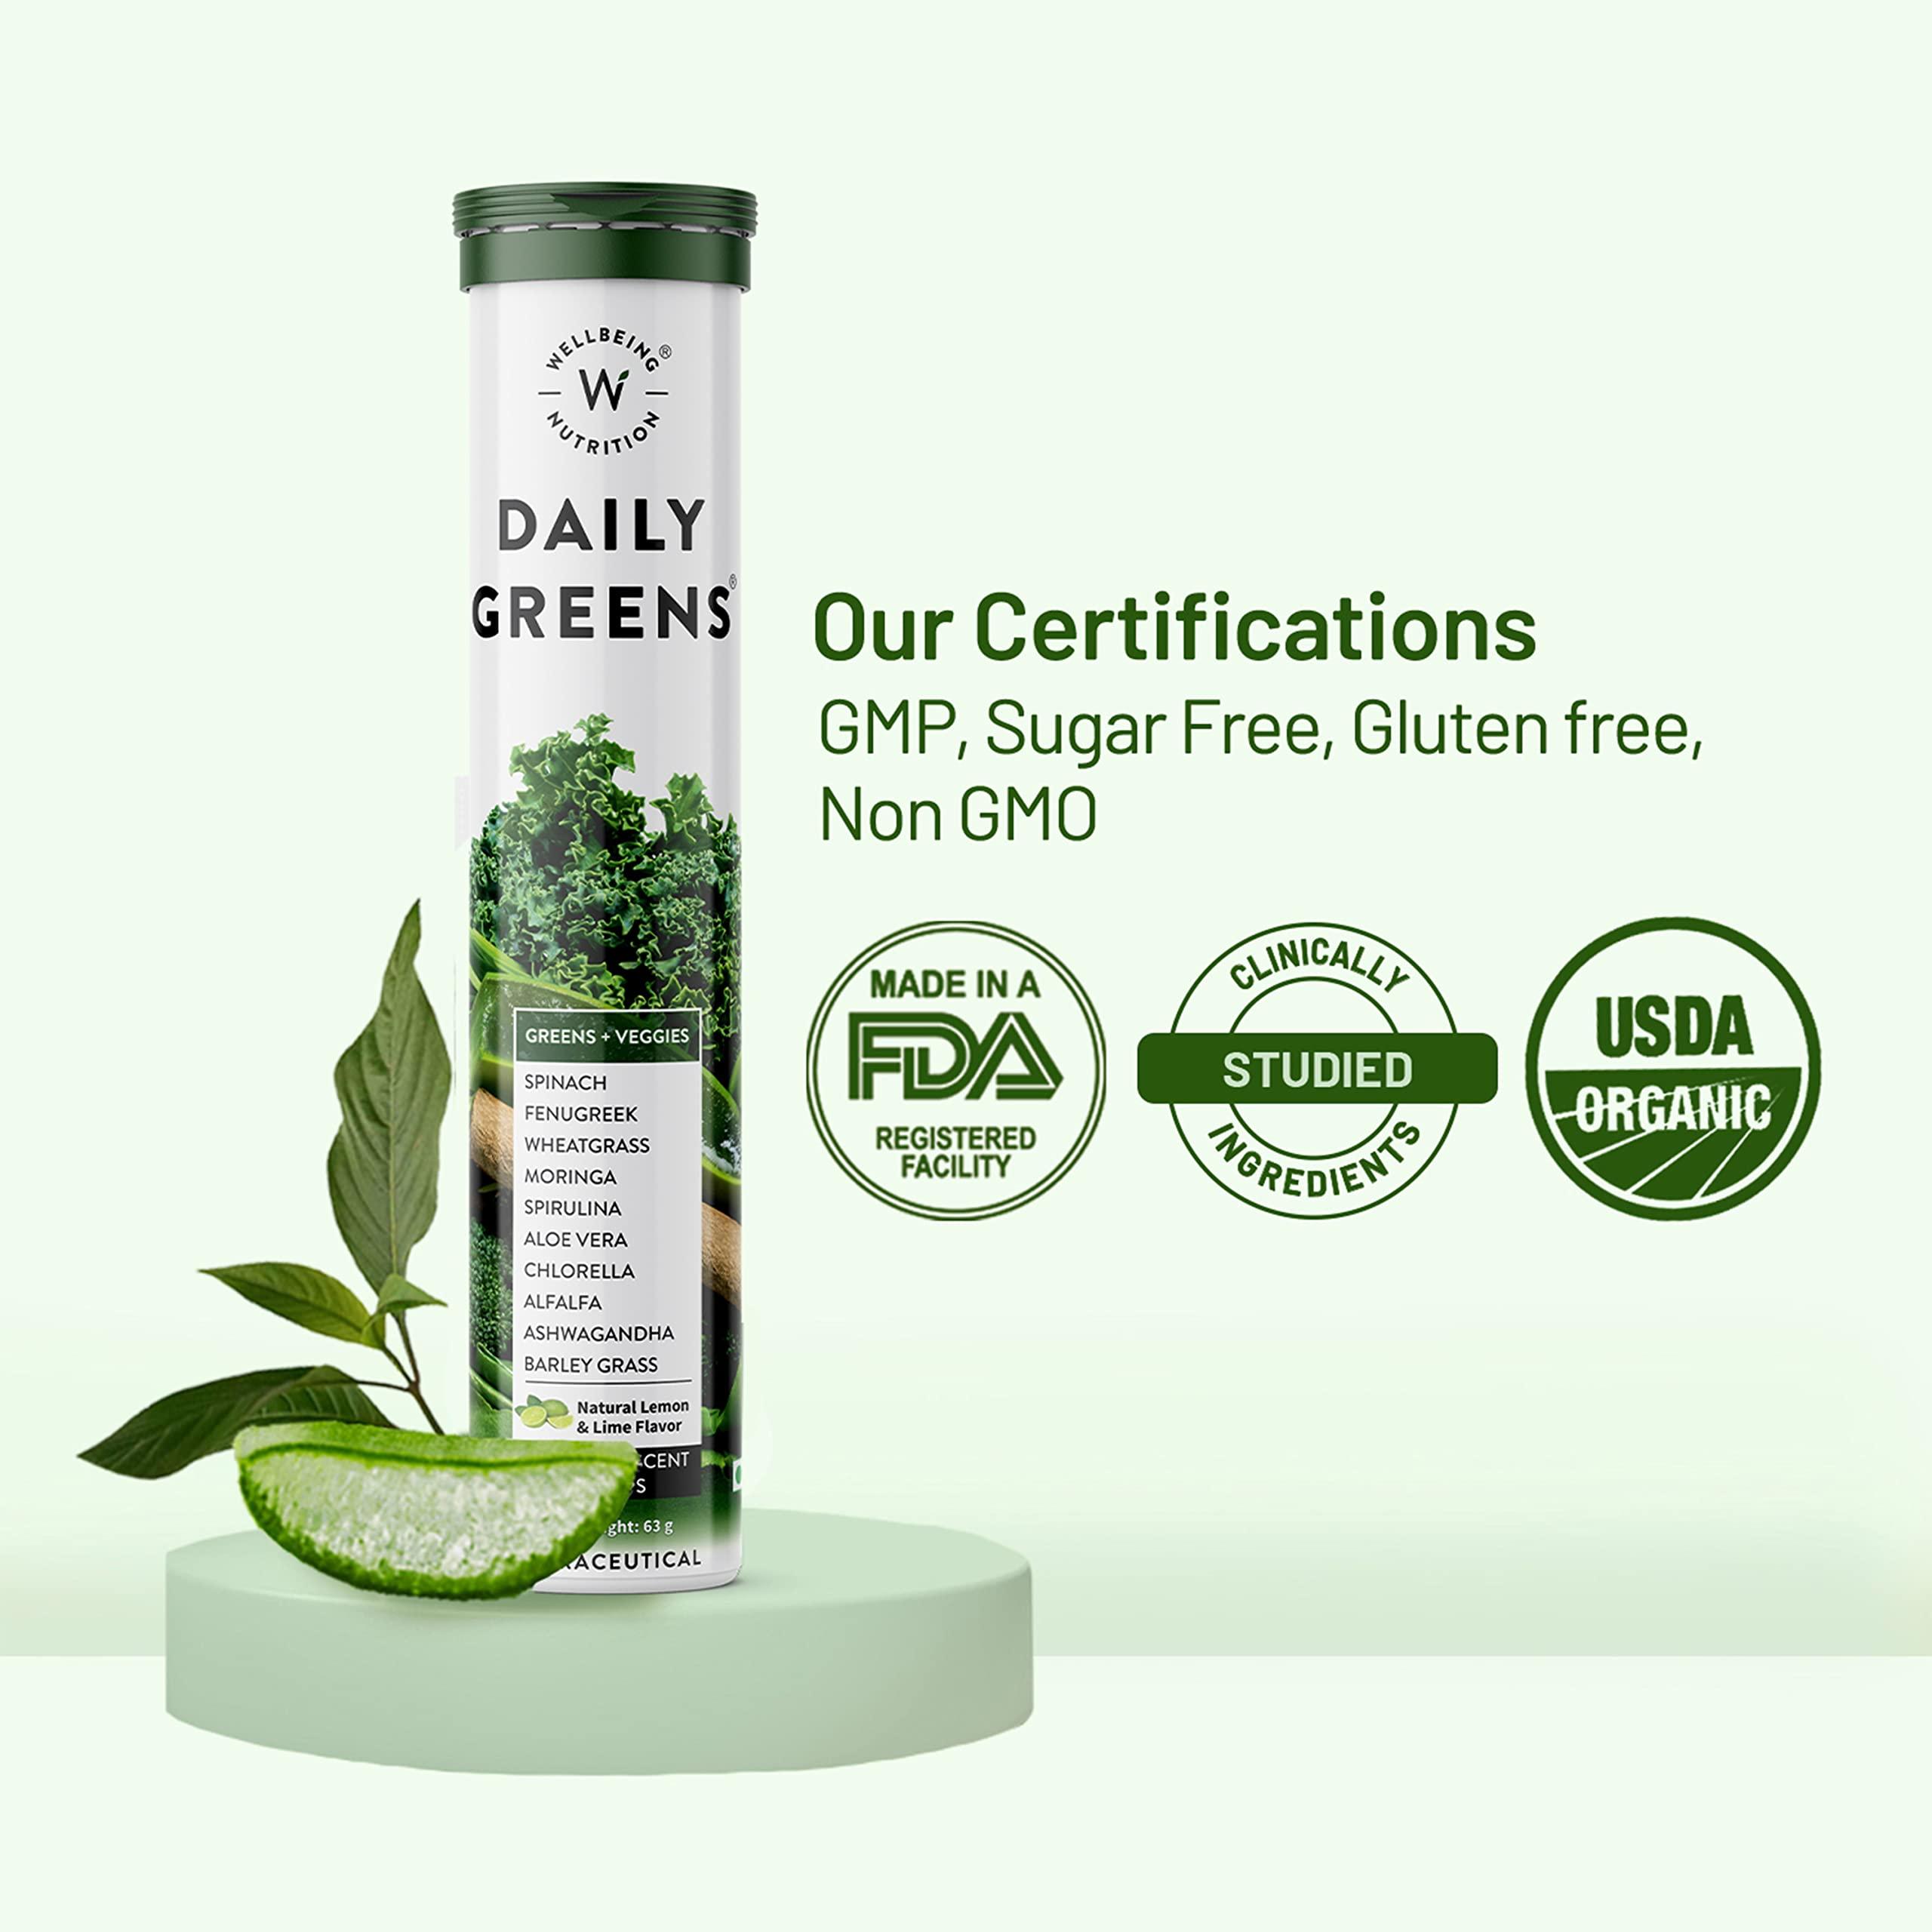 WELLBEING®
W
NUTRITION
DAILY
GREENS®
GREENS + VEGGIES
SPINACH
FENUGREEK
WHEATGRASS
MORINGA
SPIRULINA
ALOE VERA
CHLORELLA
ALFALFA
ASHWAGANDHA
BARLEY GRASS
Natural Lemon
& Lime Flavor
63 g
Our Certifications
GMP, Sugar Free, Gluten free,
Non GMO
MADE IN A
FDA
REGISTERED
FACILITY
CLINICALLY
STUDIED
INGREDIENTS
USDA
ORGANIC